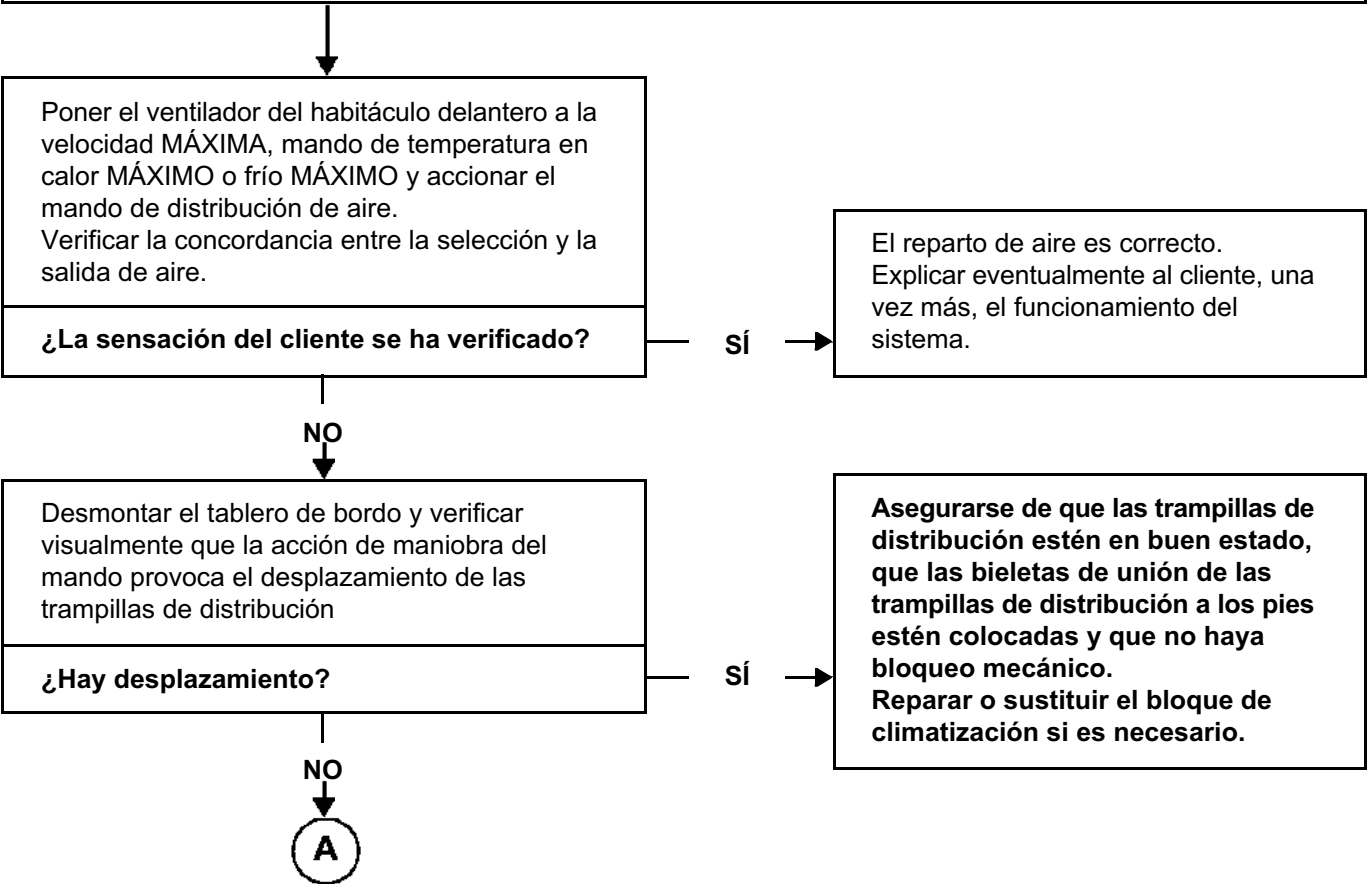 Poner el ventilador del habitáculo delantero a la
velocidad MÁXIMA, mando de temperatura en
calor MÁXIMO o frío MÁXIMO y accionar el
mando de distribución de aire.
Verificar la concordancia entre la selección y la
salida de aire.
¿La sensación del cliente se ha verificado?
SÍ
El reparto de aire es correcto.
Explicar eventualmente al cliente, una
vez más, el funcionamiento del
sistema.
NO
Desmontar el tablero de bordo y verificar
visualmente que la acción de maniobra del
mando provoca el desplazamiento de las
trampillas de distribución
¿Hay desplazamiento?
SÍ
Asegurarse de que las trampillas de
distribución estén en buen estado,
que las bieletas de unión de las
trampillas de distribución a los pies
estén colocadas y que no haya
bloqueo mecánico.
Reparar o sustituir el bloque de
climatización si es necesario.
NO
A